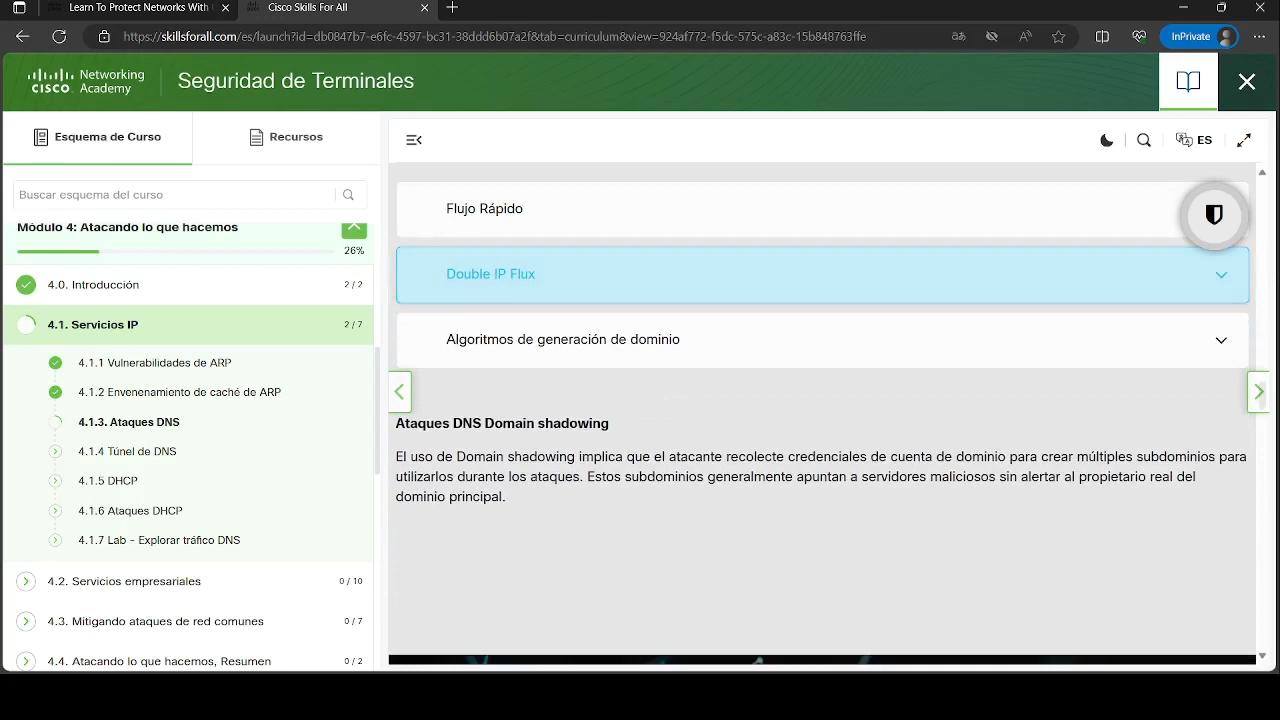 Learn To Protect Networks With
Cisco Skills For All
https://skillsforall.com/es/launch?id=db0847b7-e6fc-4597-bc31-38ddd6b07a2f&tab=curriculum&view=924af772-f5dc-575c-a83c-15b848763ffe
InPrivate
Networking
CISCO Academy
Seguridad de Terminales
Esquema de Curso
Recursos
ES
Buscar esquema del curso
Módulo 4: Atacando lo que hacemos
26%
4.0. Introducción 2 / 2
4.1. Servicios IP 2 / 7
4.1.1 Vulnerabilidades de ARP
4.1.2 Envenenamiento de caché de ARP
4.1.3. Ataques DNS
4.1.4 Túnel de DNS
4.1.5 DHCP
4.1.6 Ataques DHCP
4.1.7 Lab - Explorar tráfico DNS
4.2. Servicios empresariales 0 / 10
4.3. Mitigando ataques de red comunes 0 / 7
4.4. Atacando lo que hacemos, Resumen 0 / 2
Flujo Rápido
Double IP Flux
Algoritmos de generación de dominio
Ataques DNS Domain shadowing
El uso de Domain shadowing implica que el atacante recolecte credenciales de cuenta de dominio para crear múltiples subdominios para
utilizarlos durante los ataques. Estos subdominios generalmente apuntan a servidores maliciosos sin alertar al propietario real del
dominio principal.